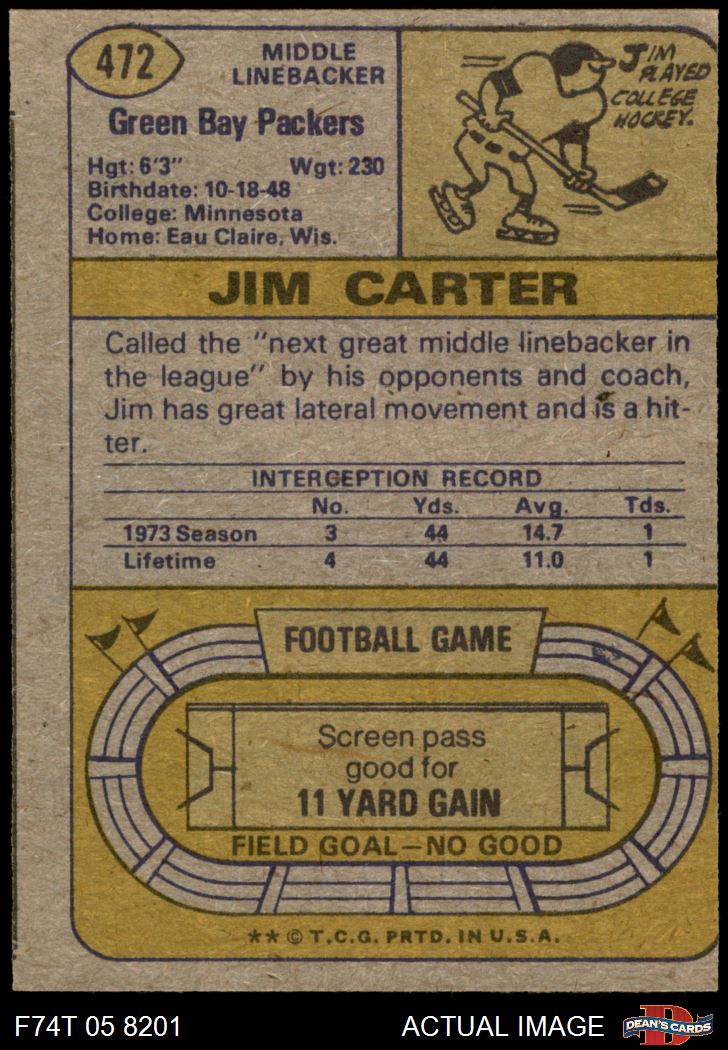 472
MIDDLE
LINEBACKER
Green Bay Packers
Hgt: 6'3" Wgt: 230
Birthdate: 10-18-48
College: Minnesota
Home: Eau Claire, Wis.
JIM
PLAYED
COLLEGE
HOCKEY.
JIM CARTER
Called the "next great middle linebacker in
the league" by his opponents and coach,
Jim has great lateral movement and is a hit-
ter.
INTERCEPTION RECORD
No. Yds. Avg. Tds.
1973 Season 3 44 14.7 1
Lifetime 4 44 11.0 1
FOOTBALL GAME
Screen pass
good for
11 YARD GAIN
FIELD GOAL—NO GOOD
** © T.C.G. PRTD. IN U.S.A.
F74T 05 8201 ACTUAL IMAGE D DEAN'S CARDS